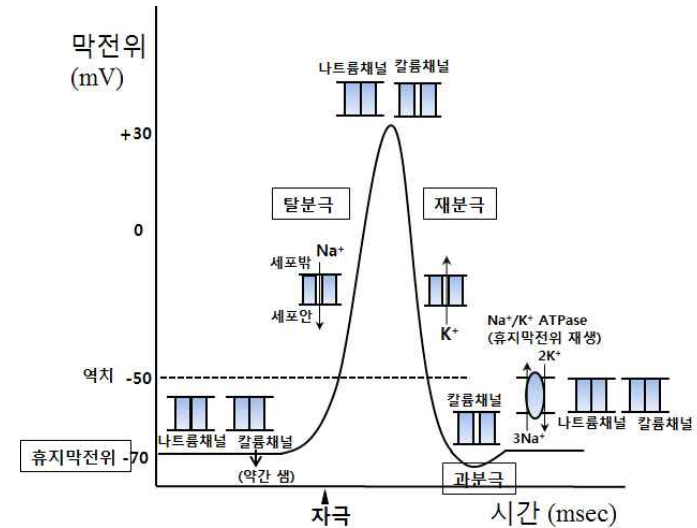 막전위
(mV)
나트륨채널 칼륨채널
+30
탈분극
재분극
0
세포밖 Na⁺
세포안
K⁺
Na⁺/K⁺ ATPase
(휴지막전위 재생)
2K⁺
역치 -50
칼륨채널
나트륨채널 칼륨채널
3Na⁺
나트륨채널 칼륨채널
휴지막전위 -70
(약간 샘)
과분극
자극
시간 (msec)